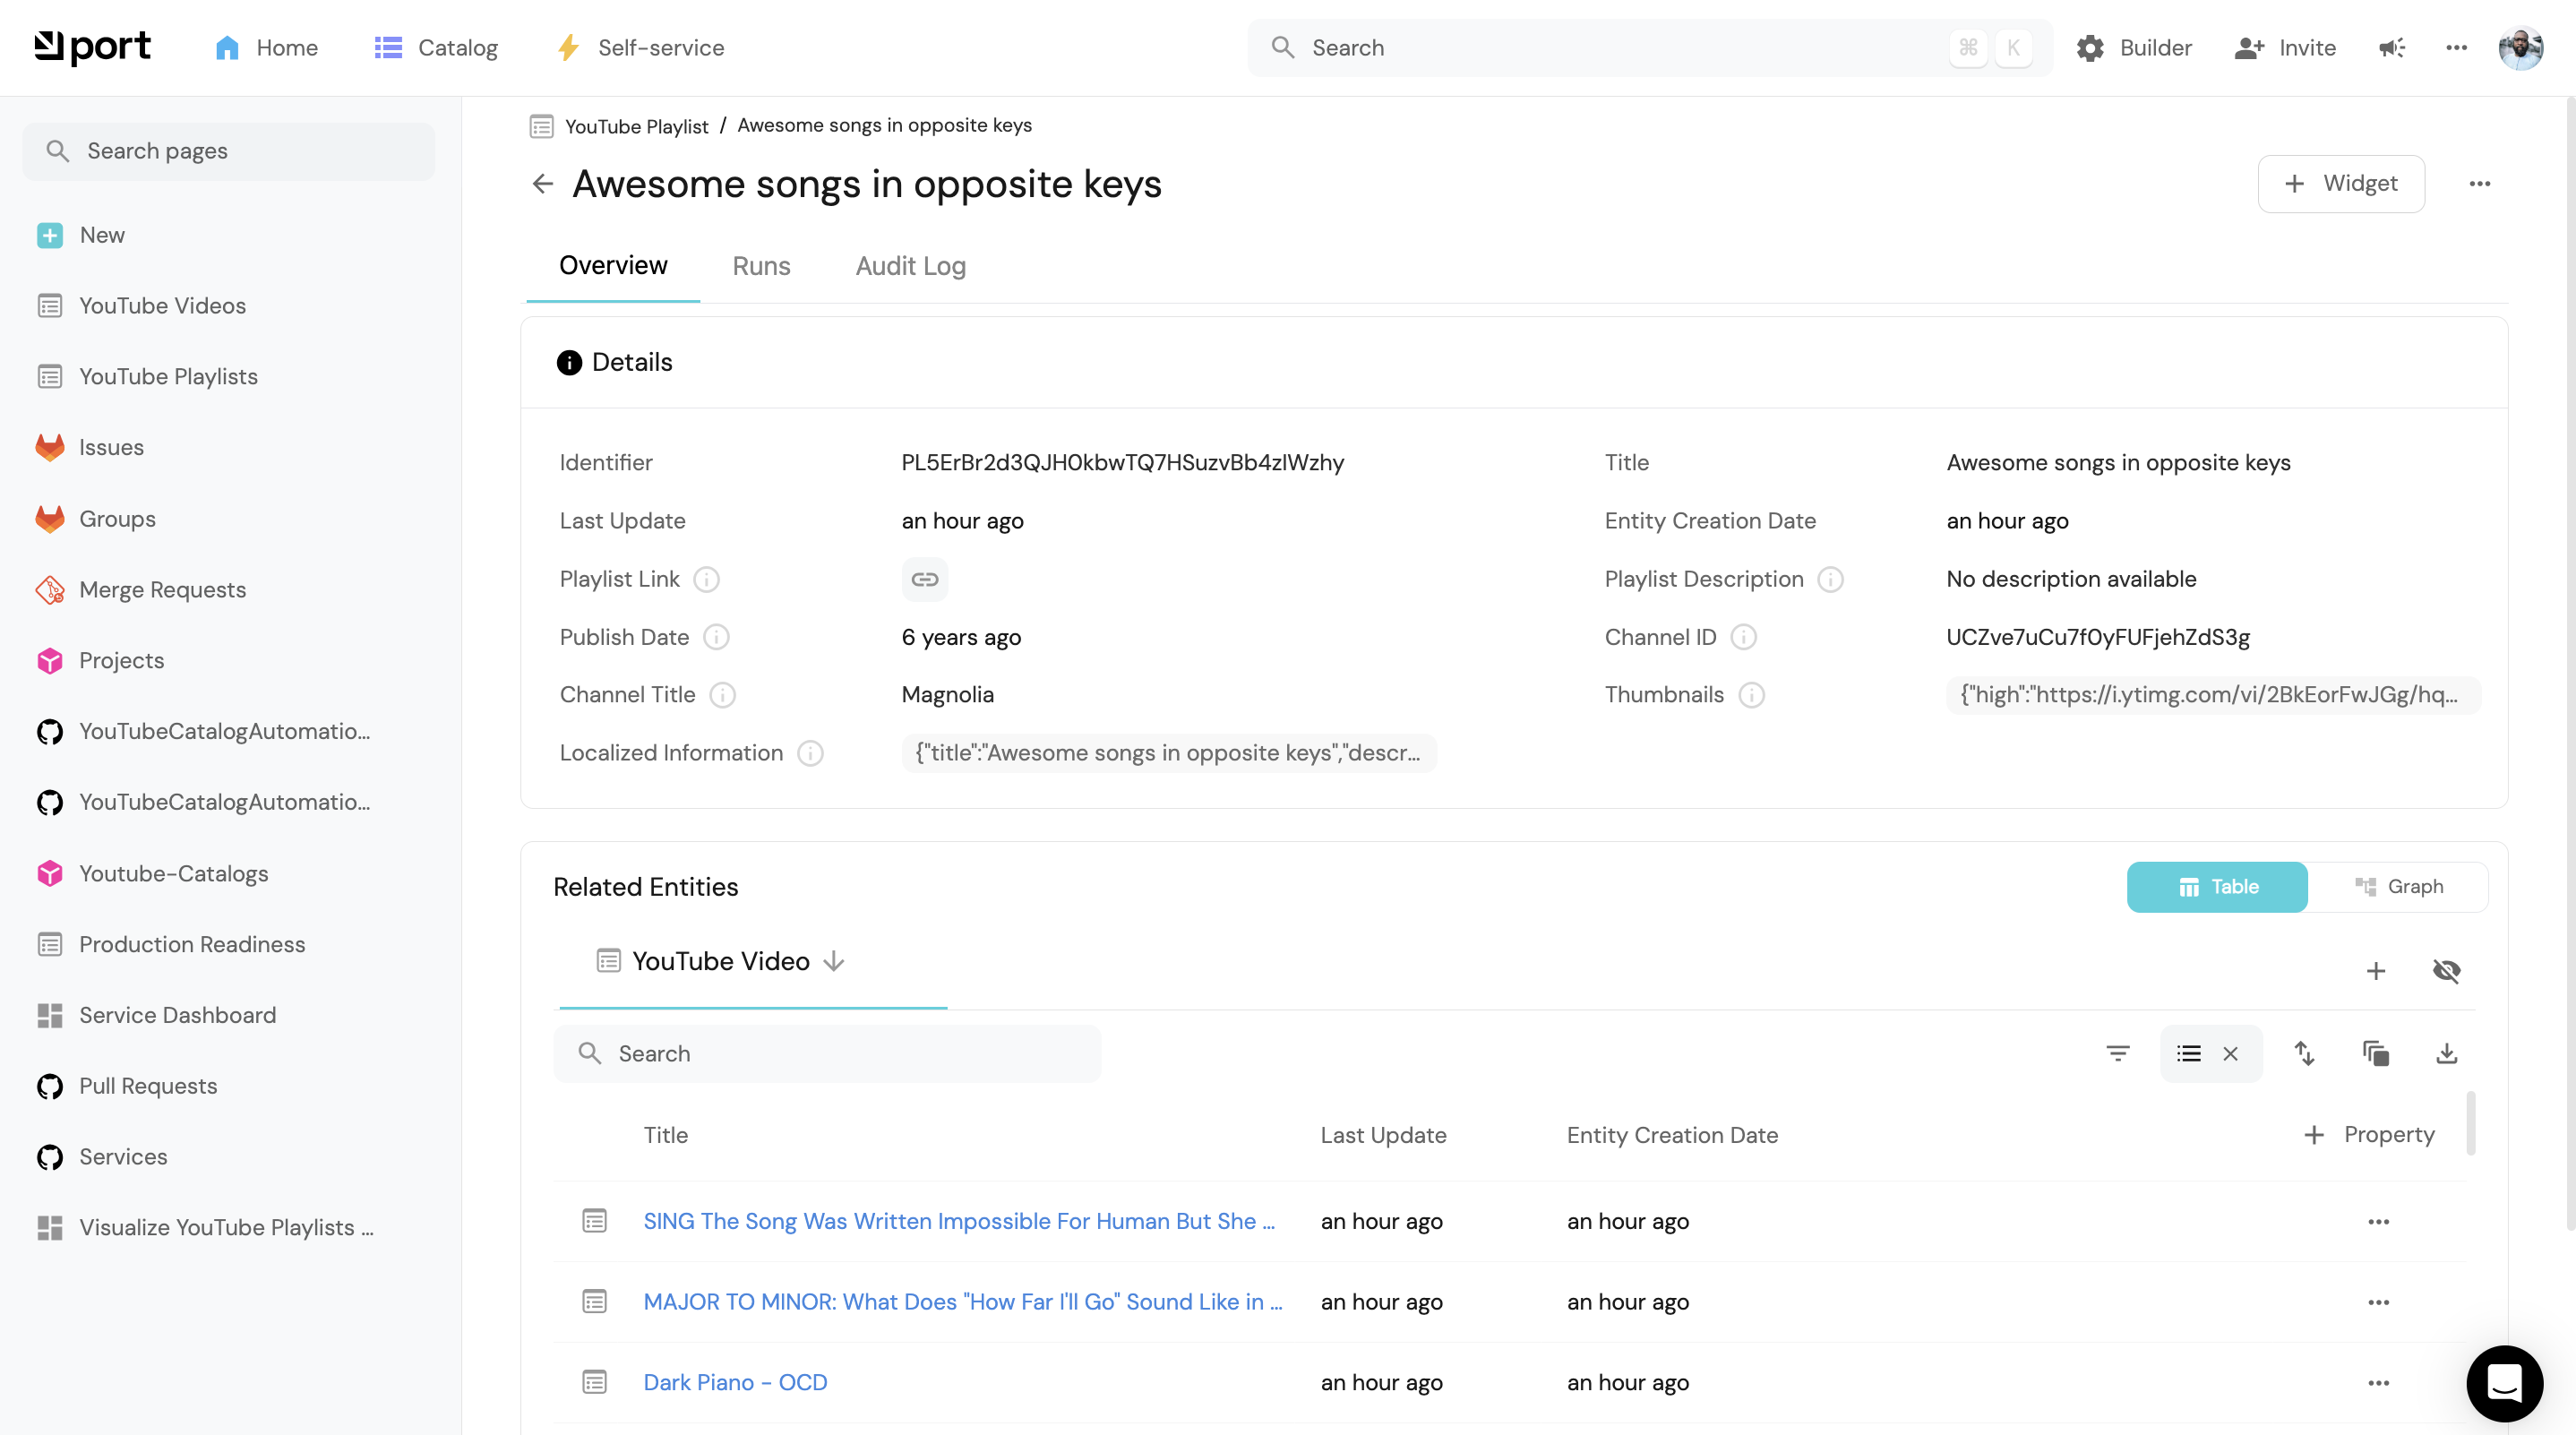 port
Home
Catalog
Self-service
Search
⌘ K
Builder
Invite
Search pages
New
YouTube Videos
YouTube Playlists
Issues
Groups
Merge Requests
Projects
YouTubeCatalogAutomatio...
YouTubeCatalogAutomatio...
Youtube-Catalogs
Production Readiness
Service Dashboard
Pull Requests
Services
Visualize YouTube Playlists ...
YouTube Playlist / Awesome songs in opposite keys
Awesome songs in opposite keys
Widget
Overview
Runs
Audit Log
Details
Identifier PL5ErBr2d3QJH0kbwTQ7HSuzvBb4zIWzhy
Title Awesome songs in opposite keys
Last Update an hour ago
Entity Creation Date an hour ago
Playlist Link
Playlist Description No description available
Publish Date 6 years ago
Channel ID UCZve7uCu7f0yFUFjehZdS3g
Channel Title Magnolia
Thumbnails {"high":"https://i.ytimg.com/vi/2BkEorFwJGg/hq...
Localized Information {"title":"Awesome songs in opposite keys","descr...
Related Entities
Table
Graph
YouTube Video
Search
Title Last Update Entity Creation Date Property
SING The Song Was Written Impossible For Human But She ... an hour ago an hour ago
MAJOR TO MINOR: What Does "How Far I'll Go" Sound Like in ... an hour ago an hour ago
Dark Piano - OCD an hour ago an hour ago